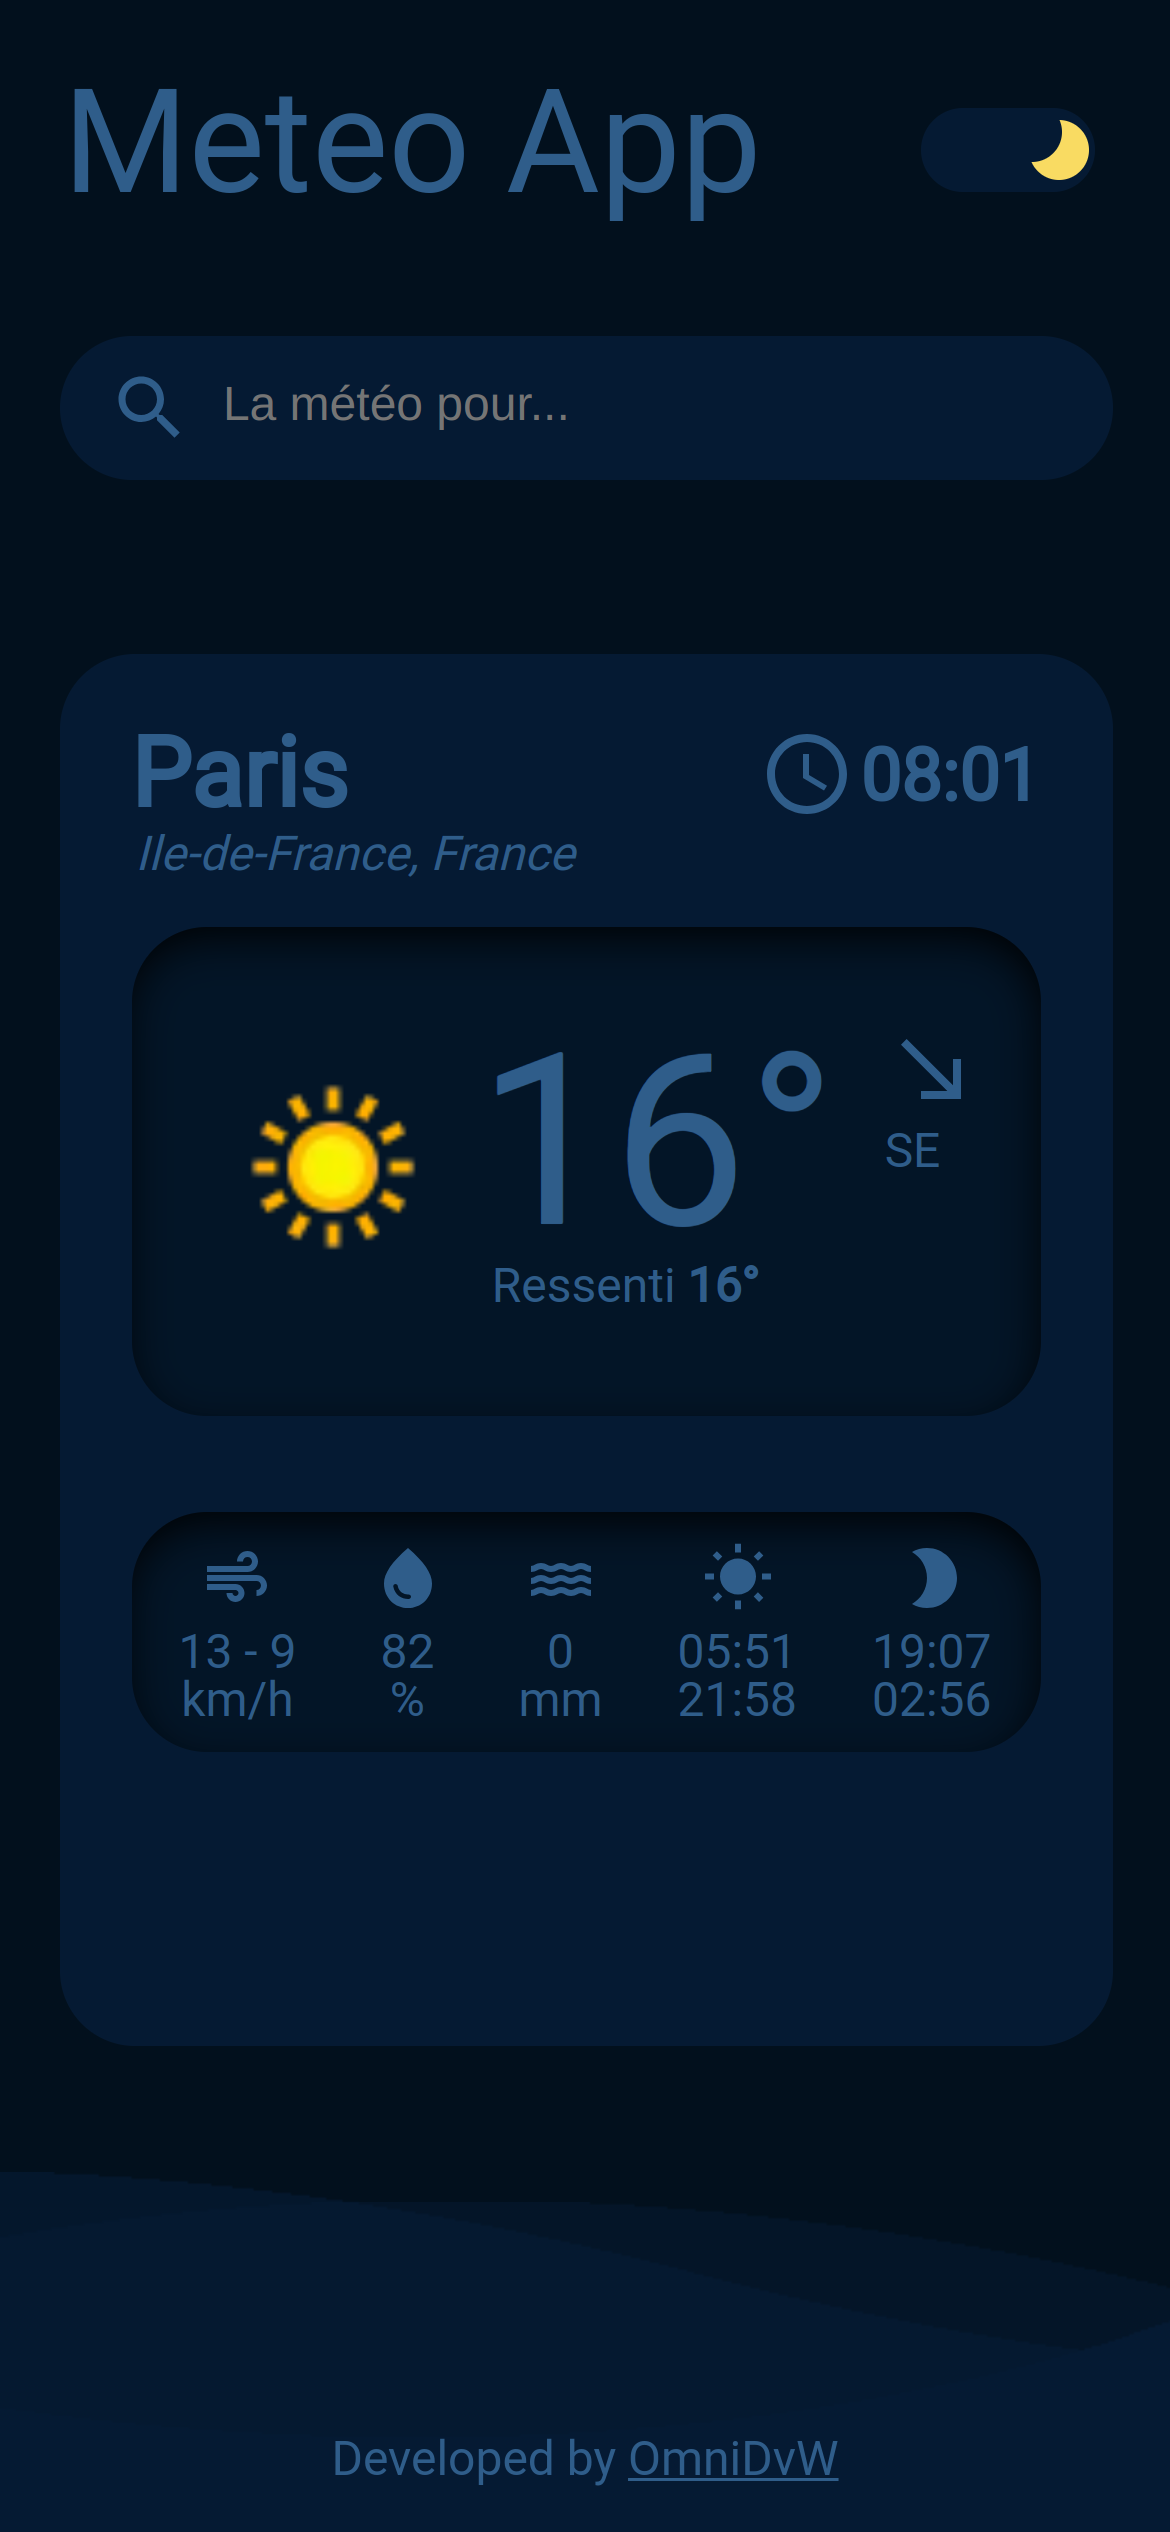 Meteo App
La météo pour...
Paris
08:01
Ile-de-France, France
16°
SE
Ressenti 16°
13 - 9 82 0 05:51 19:07
km/h % mm 21:58 02:56
Developed by OmniDvW